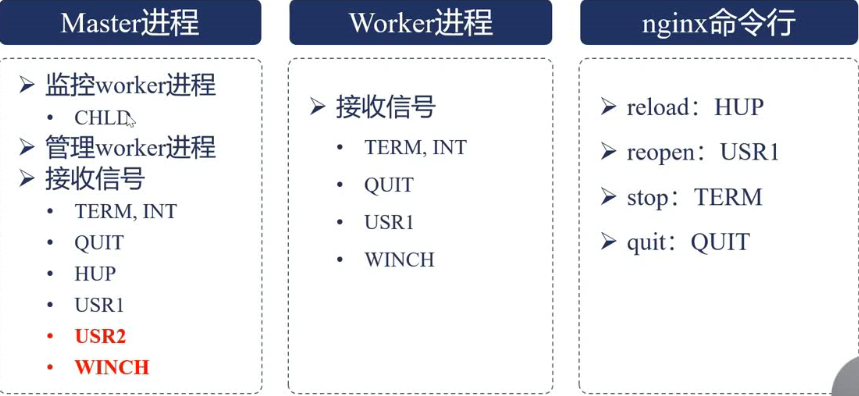 Master进程
监控worker进程
CHLD
管理worker进程
接收信号
TERM, INT
QUIT
HUP
USR1
USR2
WINCH
Worker进程
接收信号
TERM, INT
QUIT
USR1
WINCH
nginx命令行
reload：HUP
reopen：USR1
stop：TERM
quit：QUIT